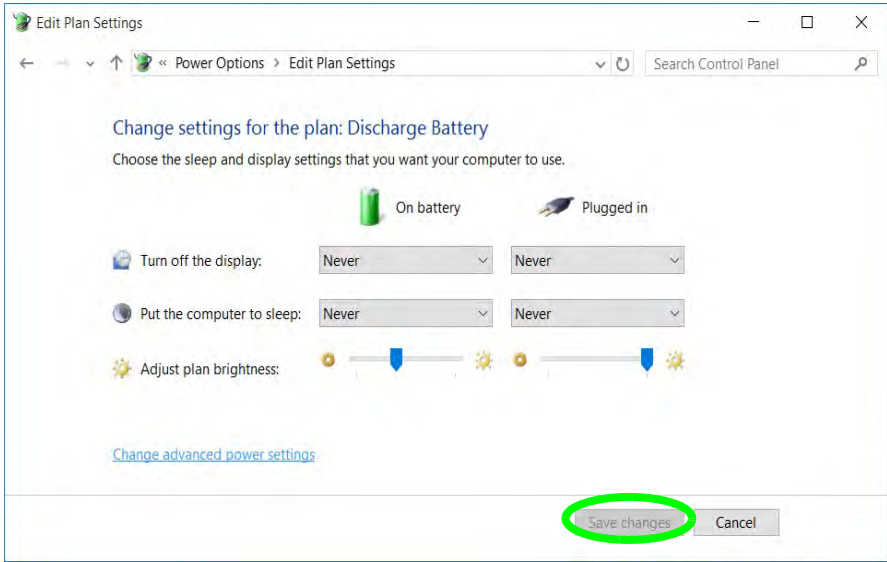 Edit Plan Settings
« Power Options > Edit Plan Settings
Search Control Panel
Change settings for the plan: Discharge Battery
Choose the sleep and display settings that you want your computer to use.
On battery Plugged in
Turn off the display: Never Never
Put the computer to sleep: Never Never
Adjust plan brightness:
Change advanced power settings
Save changes Cancel